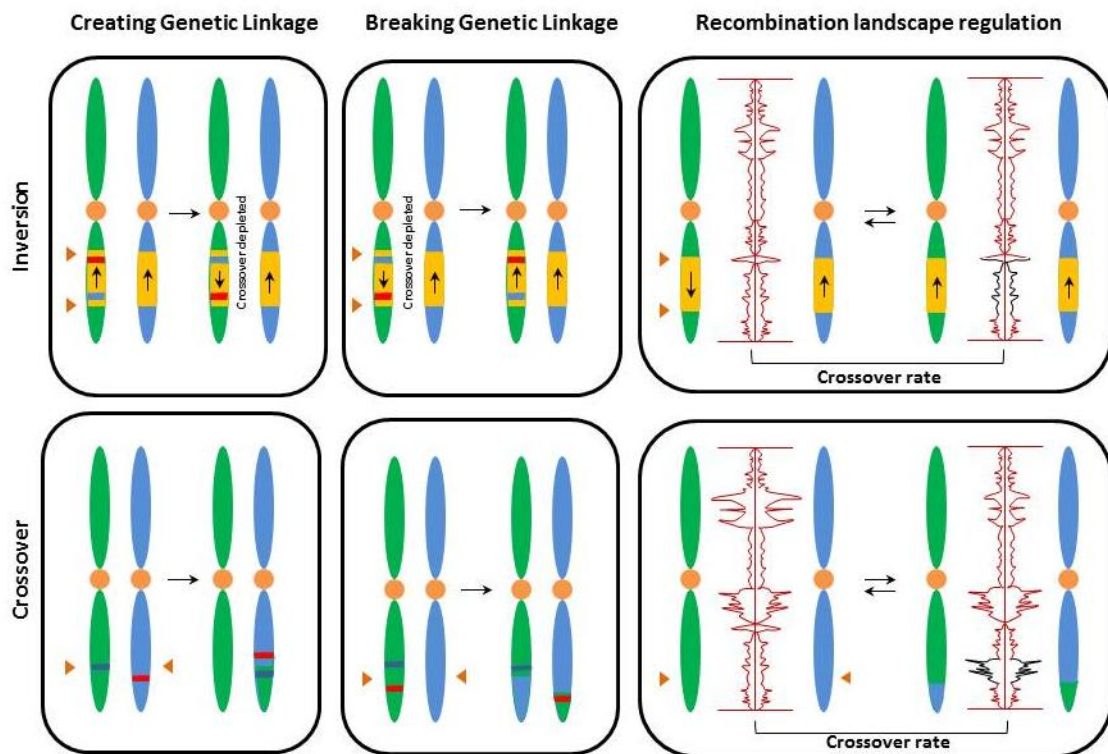 Creating Genetic Linkage
Breaking Genetic Linkage
Recombination landscape regulation
Inversion
Crossover depleted
Crossover depleted
Crossover rate
Crossover
Crossover rate